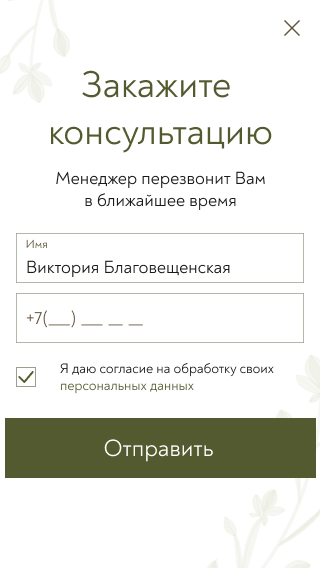 Закажите
консультацию
Менеджер перезвонит Вам
в ближайшее время
Имя
Виктория Благовещенская
+7(___) ___ __ __
Я даю согласие на обработку своих
персональных данных
Отправить